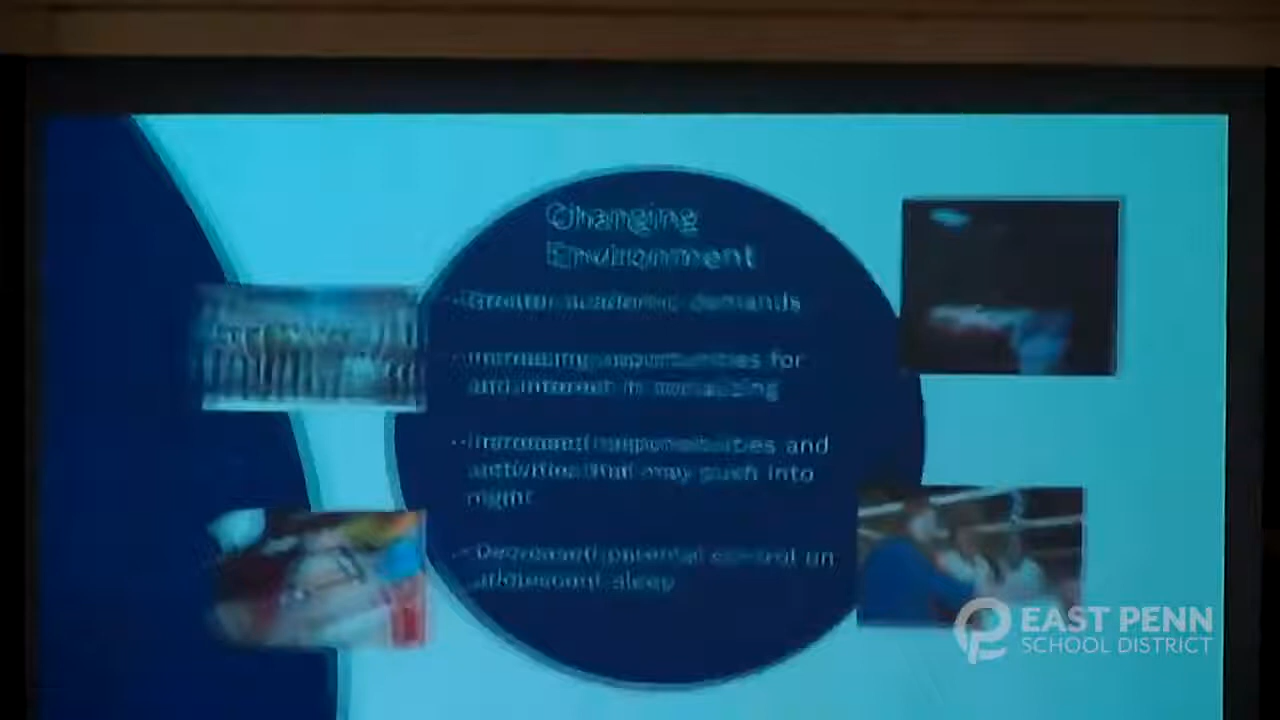 Changing
Environment
- Greater academic demands
- Increasing opportunities for
and interest in socializing
- Increased responsibilities and
activities that may push into
night
- Decreased parental control on
adolescent sleep
EAST PENN
SCHOOL DISTRICT